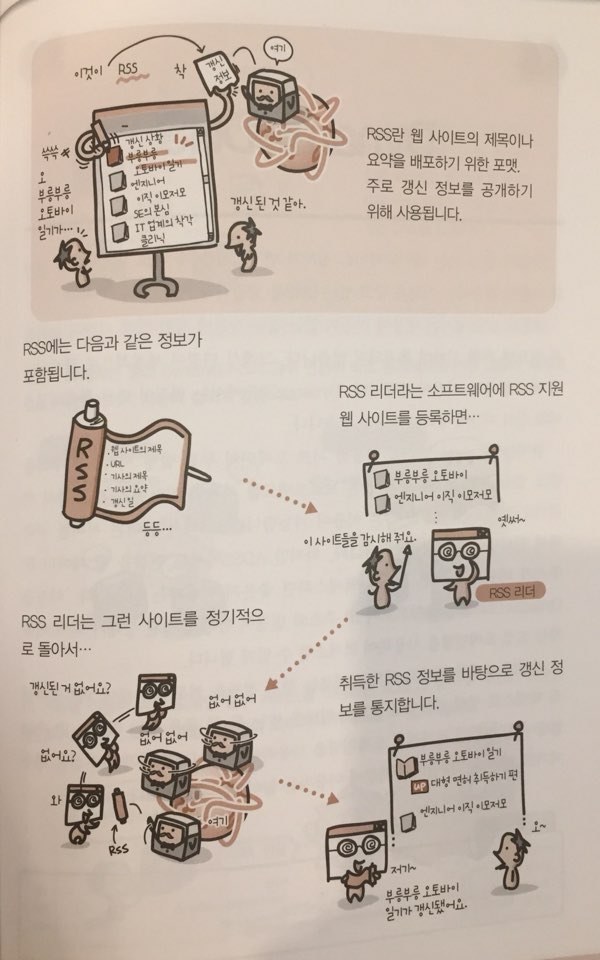 이것이 RSS
착
갱신
정보
여기
쓱쓱
오
부릉부릉
오토바이
일기가…
갱신 상황
부릉부릉
오토바이 일기
엔지니어
이직 이모저모
SE의 본심
IT 업계의 착각
클리닉
갱신된 것 같아.
RSS란 웹 사이트의 제목이나
요약을 배포하기 위한 포맷.
주로 갱신 정보를 공개하기
위해 사용됩니다.
RSS에는 다음과 같은 정보가
포함됩니다.
RSS
• 웹 사이트의 제목
• URL
• 기사의 제목
• 기사의 요약
• 갱신일
등등…
RSS 리더라는 소프트웨어에 RSS 지원
웹 사이트를 등록하면…
부릉부릉 오토바이
엔지니어 이직 이모저모
이 사이트들을 감시해 줘요.
옛써~
RSS 리더
RSS 리더는 그런 사이트를 정기적으
로 돌아서…
갱신된 거 없어요?
없어요?
없어 없어
없어 없어
와
RSS
여기
취득한 RSS 정보를 바탕으로 갱신 정
보를 통지합니다.
부릉부릉 오토바이 일기
UP 대형 면허 취득하기 편
엔지니어 이직 이모저모
오~
저기~
부릉부릉 오토바이
일기가 갱신됐어요.